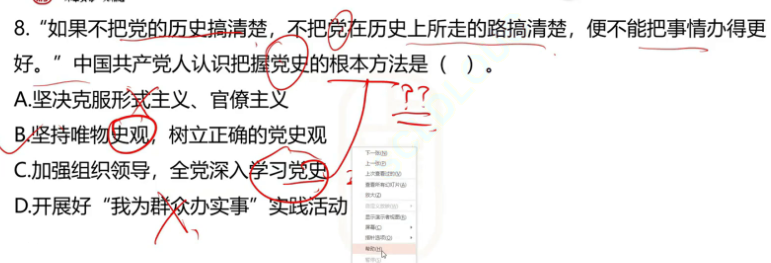 8.“如果不把党的历史搞清楚，不把党在历史上所走的路搞清楚，便不能把事情办得更
好。”中国共产党人认识把握党史的根本方法是（ ）。
??
A.坚决克服形式主义、官僚主义
B.坚持唯物史观，树立正确的党史观
C.加强组织领导，全党深入学习党史
D.开展好“我为群众办实事”实践活动
下一张(N)
上一张(P)
上次查看过的(V)
查看所有幻灯片(A)
放大(Z)
显示演示者视图(R)
屏幕(C)
指针选项(O)
帮助(H)
暂停(S)